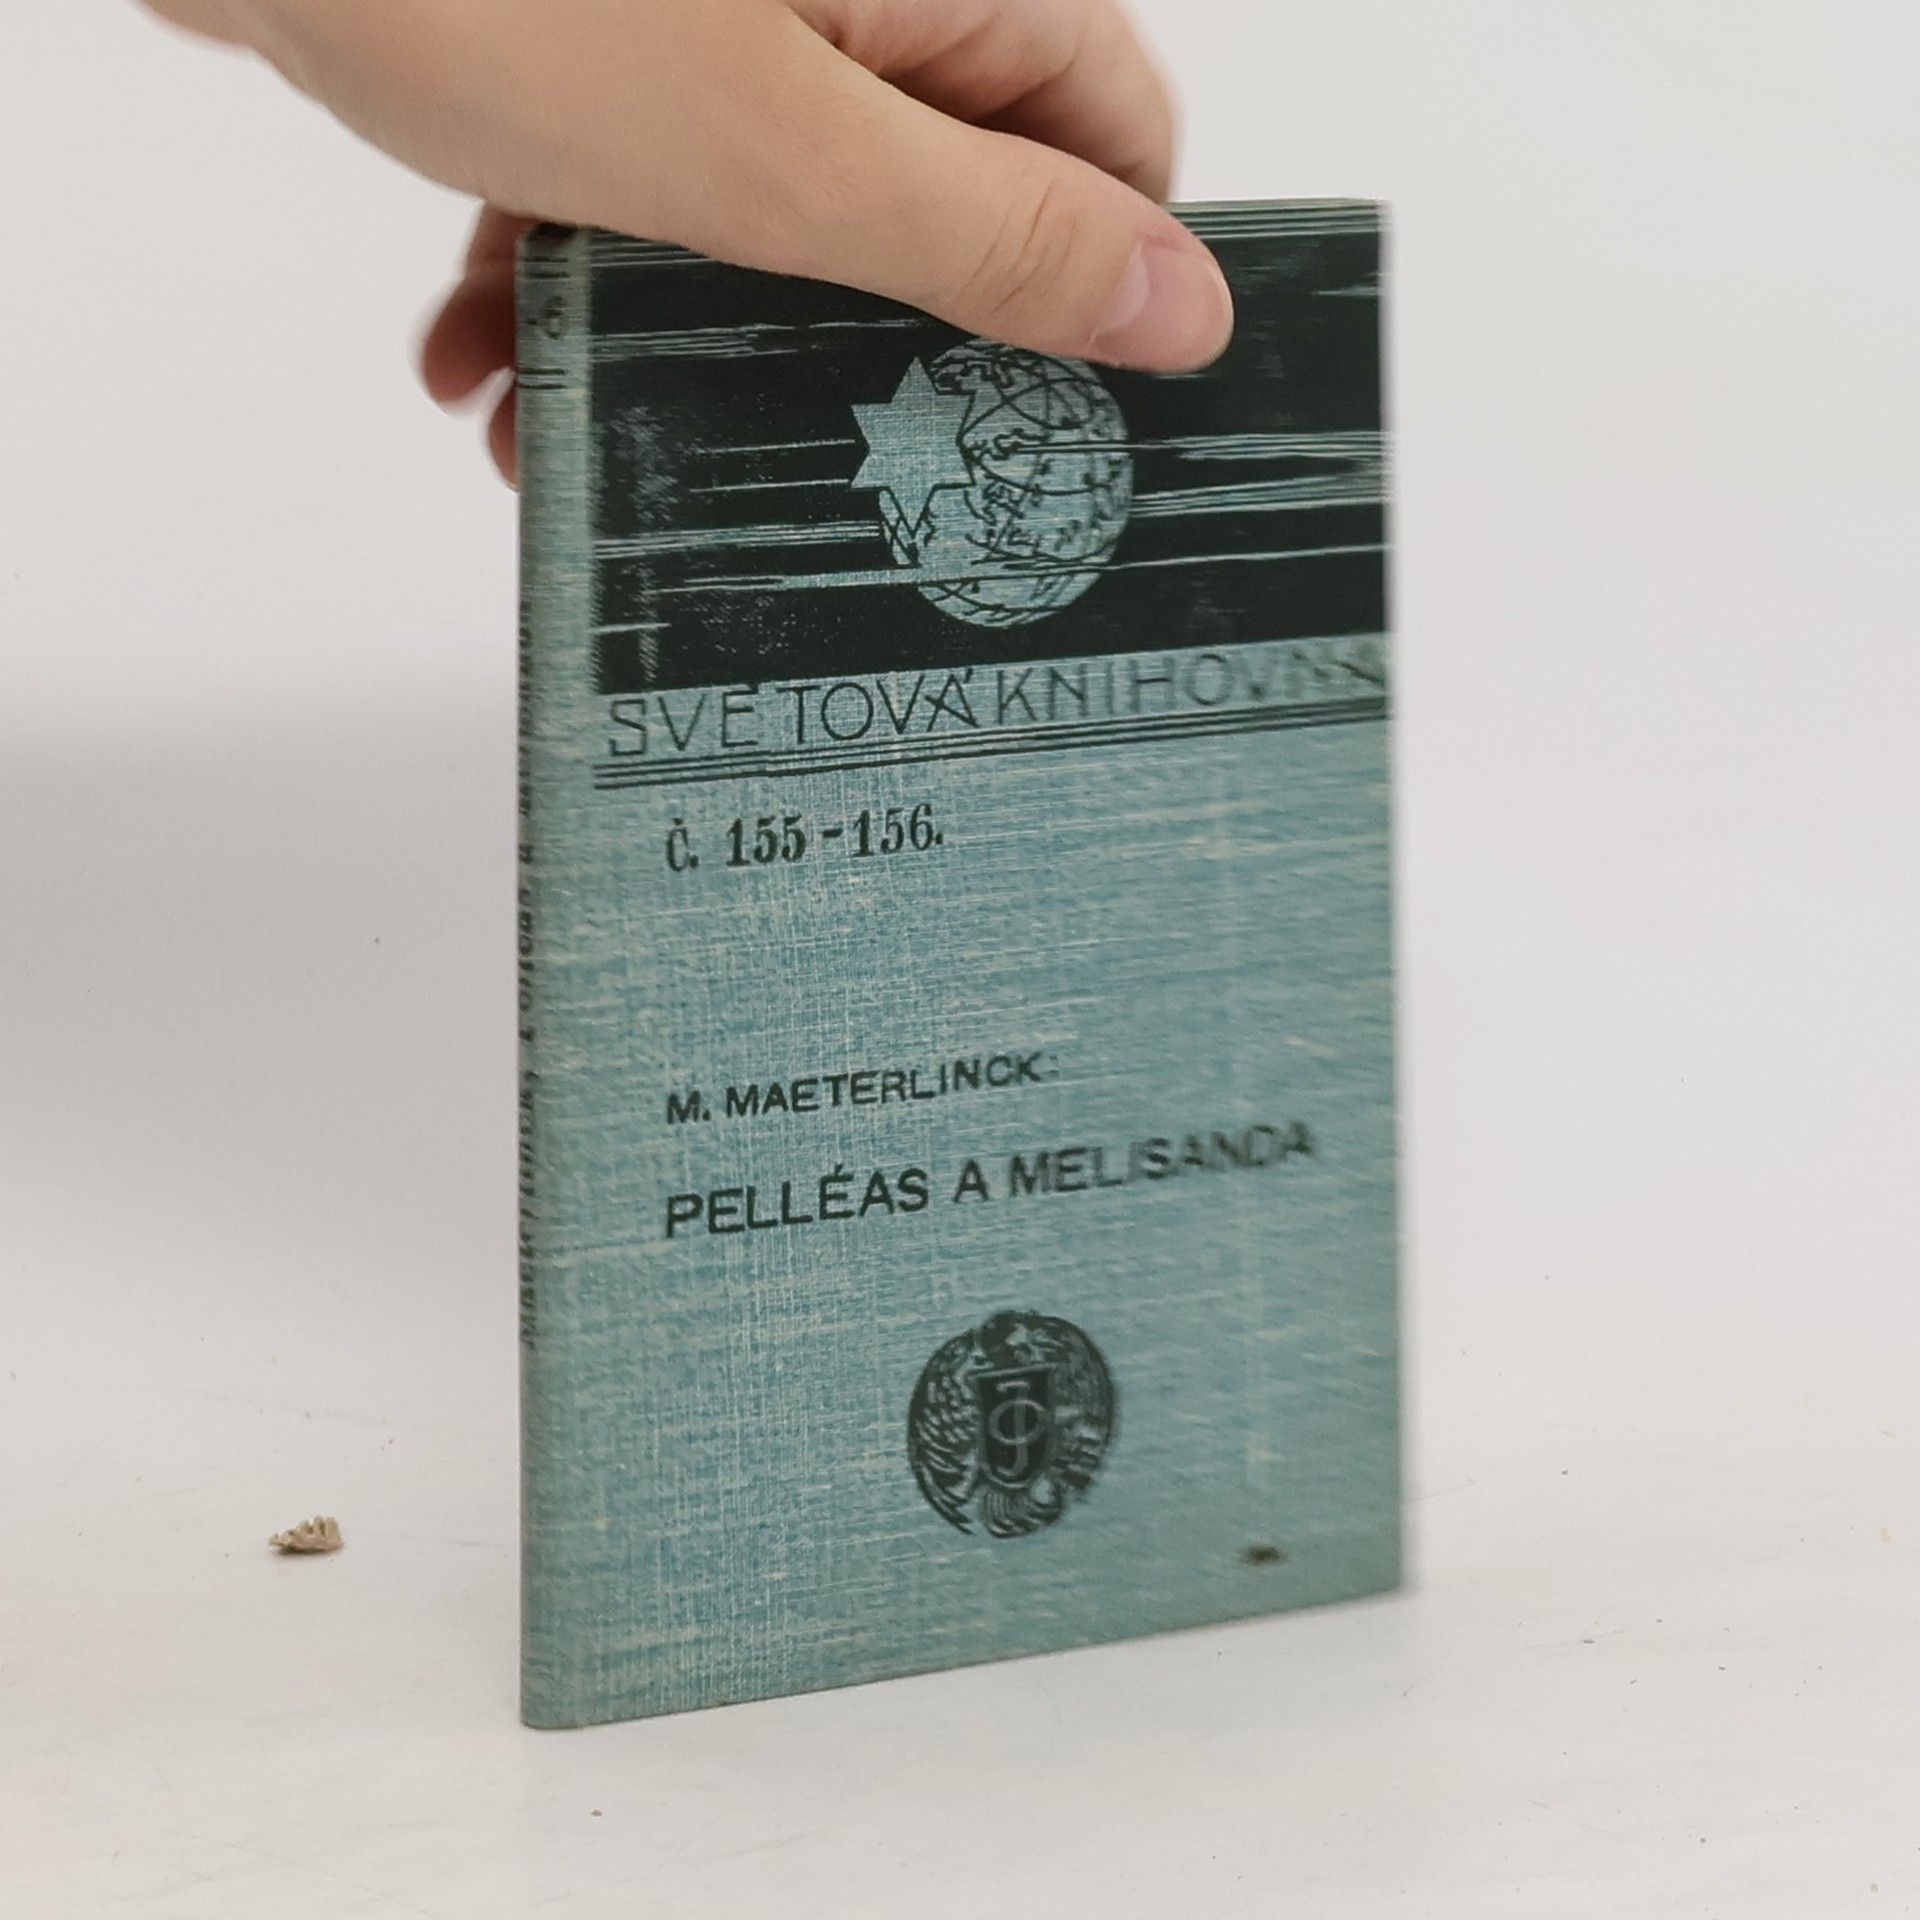 SVĚTOVÁ KNIHOVNA
Č. 155-156.
M. MAETERLINCK:
PELLÉAS A MELISANDA